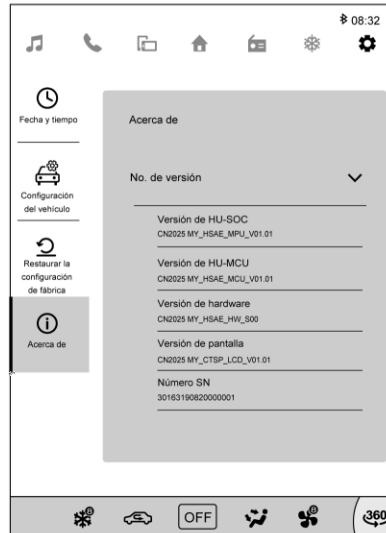 08:32
Fecha y tiempo
Configuración
del vehículo
Restaurar la
configuración
de fábrica
Acerca de
Acerca de
No. de versión
Versión de HU-SOC
CN2025 MY_HSAE_MPU_V01.01
Versión de HU-MCU
CN2025 MY_HSAE_MCU_V01.01
Versión de hardware
CN2025 MY_HSAE_HW_S00
Versión de pantalla
CN2025 MY_CTSP_LCD_V01.01
Número SN
30163190820000001
OFF
360